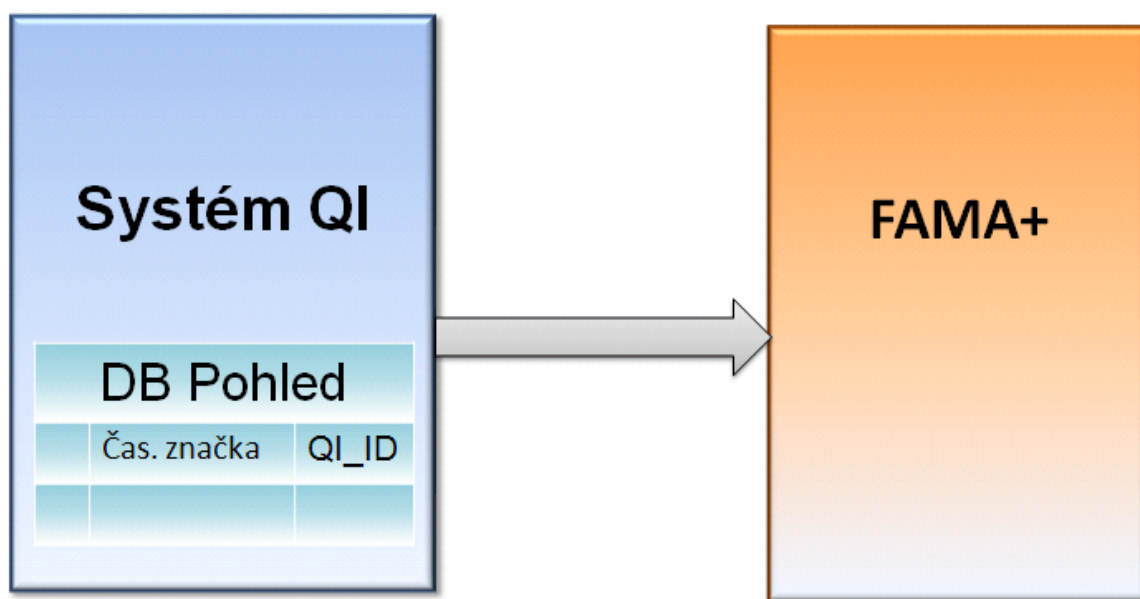 Systém QI
DB Pohled
Čas. značka QI_ID
FAMA+